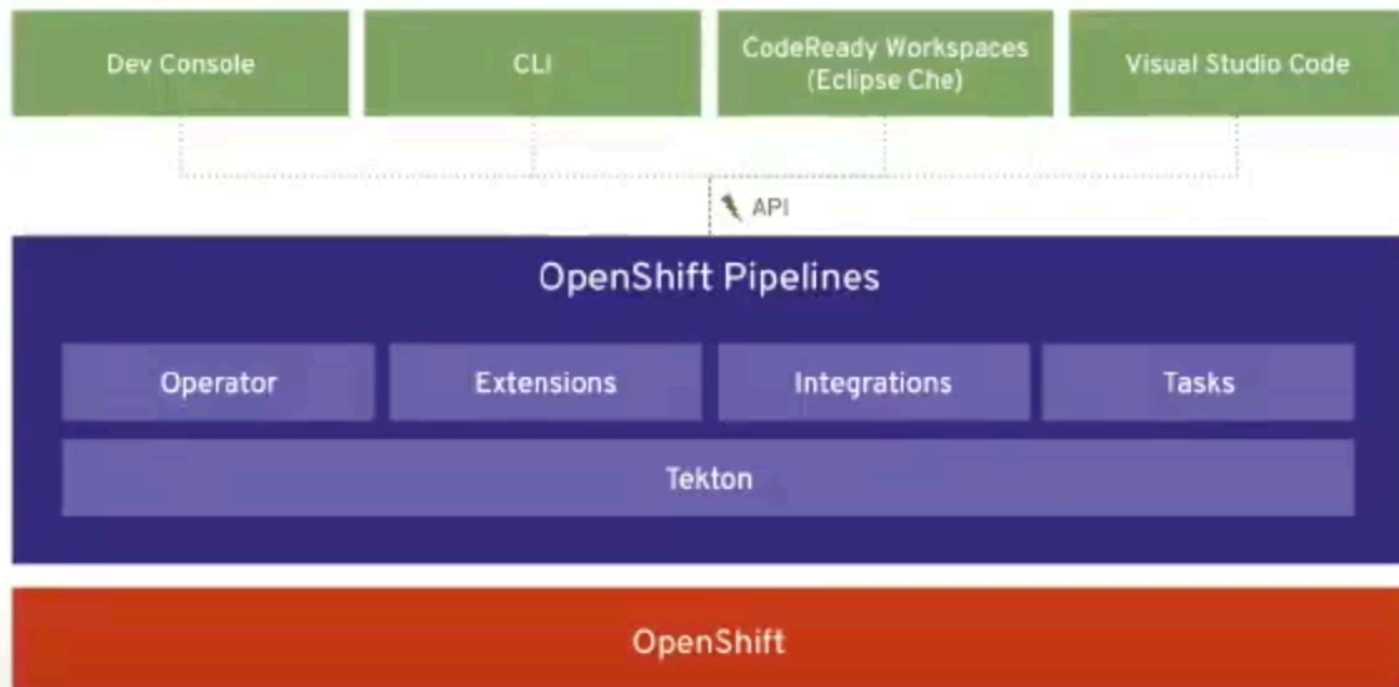 Dev Console
CLI
CodeReady Workspaces
(Eclipse Che)
Visual Studio Code
API
OpenShift Pipelines
Operator
Extensions
Integrations
Tasks
Tekton
OpenShift